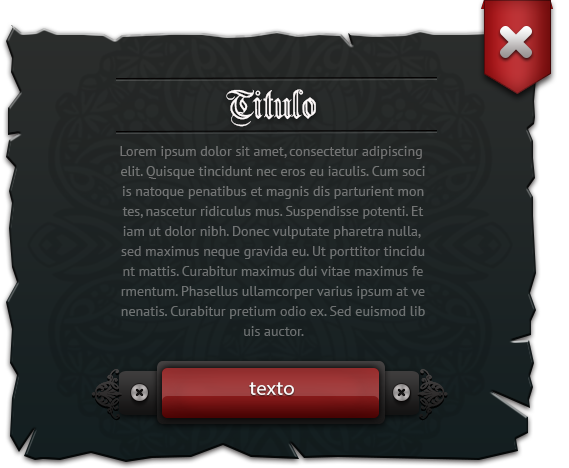 Titulo
Lorem ipsum dolor sit amet, consectetur adipiscing
elit. Quisque tincidunt nec eros eu iaculis. Cum soci
is natoque penatibus et magnis dis parturient mon
tes, nascetur ridiculus mus. Suspendisse potenti. Et
iam ut dolor nibh. Donec vulputate pharetra nulla,
sed maximus neque gravida eu. Ut porttitor tincidu
nt mattis. Curabitur maximus dui vitae maximus fe
rmentum. Phasellus ullamcorper varius ipsum at ve
nenatis. Curabitur pretium odio ex. Sed euismod lib
uis auctor.
texto